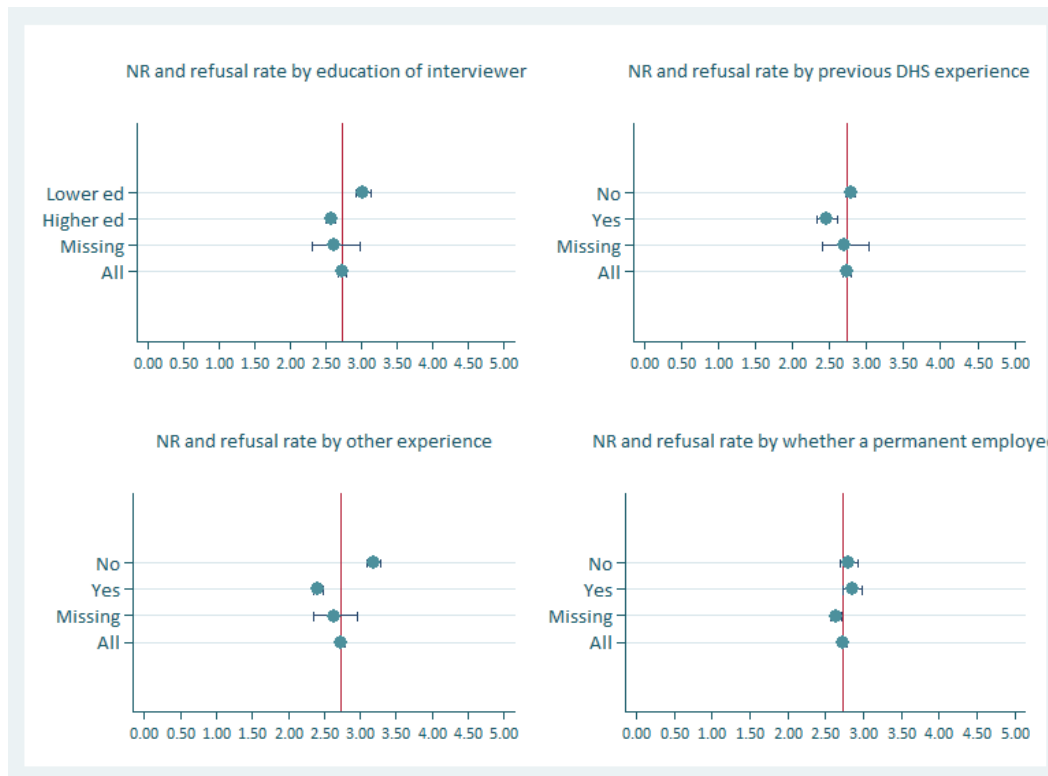 NR and refusal rate by education of interviewer
Lower ed
Higher ed
Missing
All
0.00 0.50 1.00 1.50 2.00 2.50 3.00 3.50 4.00 4.50 5.00
NR and refusal rate by previous DHS experience
No
Yes
Missing
All
0.00 0.50 1.00 1.50 2.00 2.50 3.00 3.50 4.00 4.50 5.00
NR and refusal rate by other experience
No
Yes
Missing
All
0.00 0.50 1.00 1.50 2.00 2.50 3.00 3.50 4.00 4.50 5.00
NR and refusal rate by whether a permanent employe
No
Yes
Missing
All
0.00 0.50 1.00 1.50 2.00 2.50 3.00 3.50 4.00 4.50 5.00